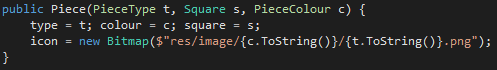 public Piece(PieceType t, Square s, PieceColour c) {
type = t; colour = c; square = s;
icon = new Bitmap($"res/image/{c.ToString()}/{t.ToString()}.png");
}